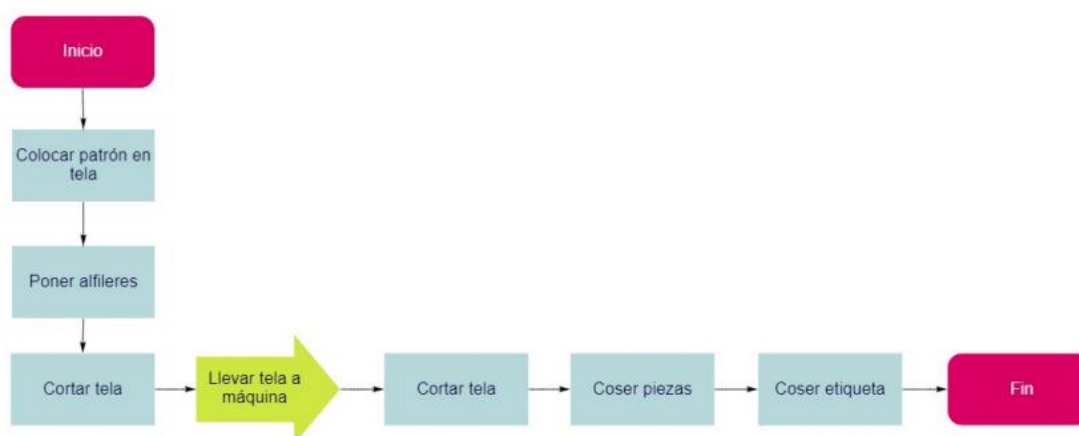 Inicio
Colocar patrón en
tela
Poner alfileres
Cortar tela
Llevar tela a
máquina
Cortar tela
Coser piezas
Coser etiqueta
Fin